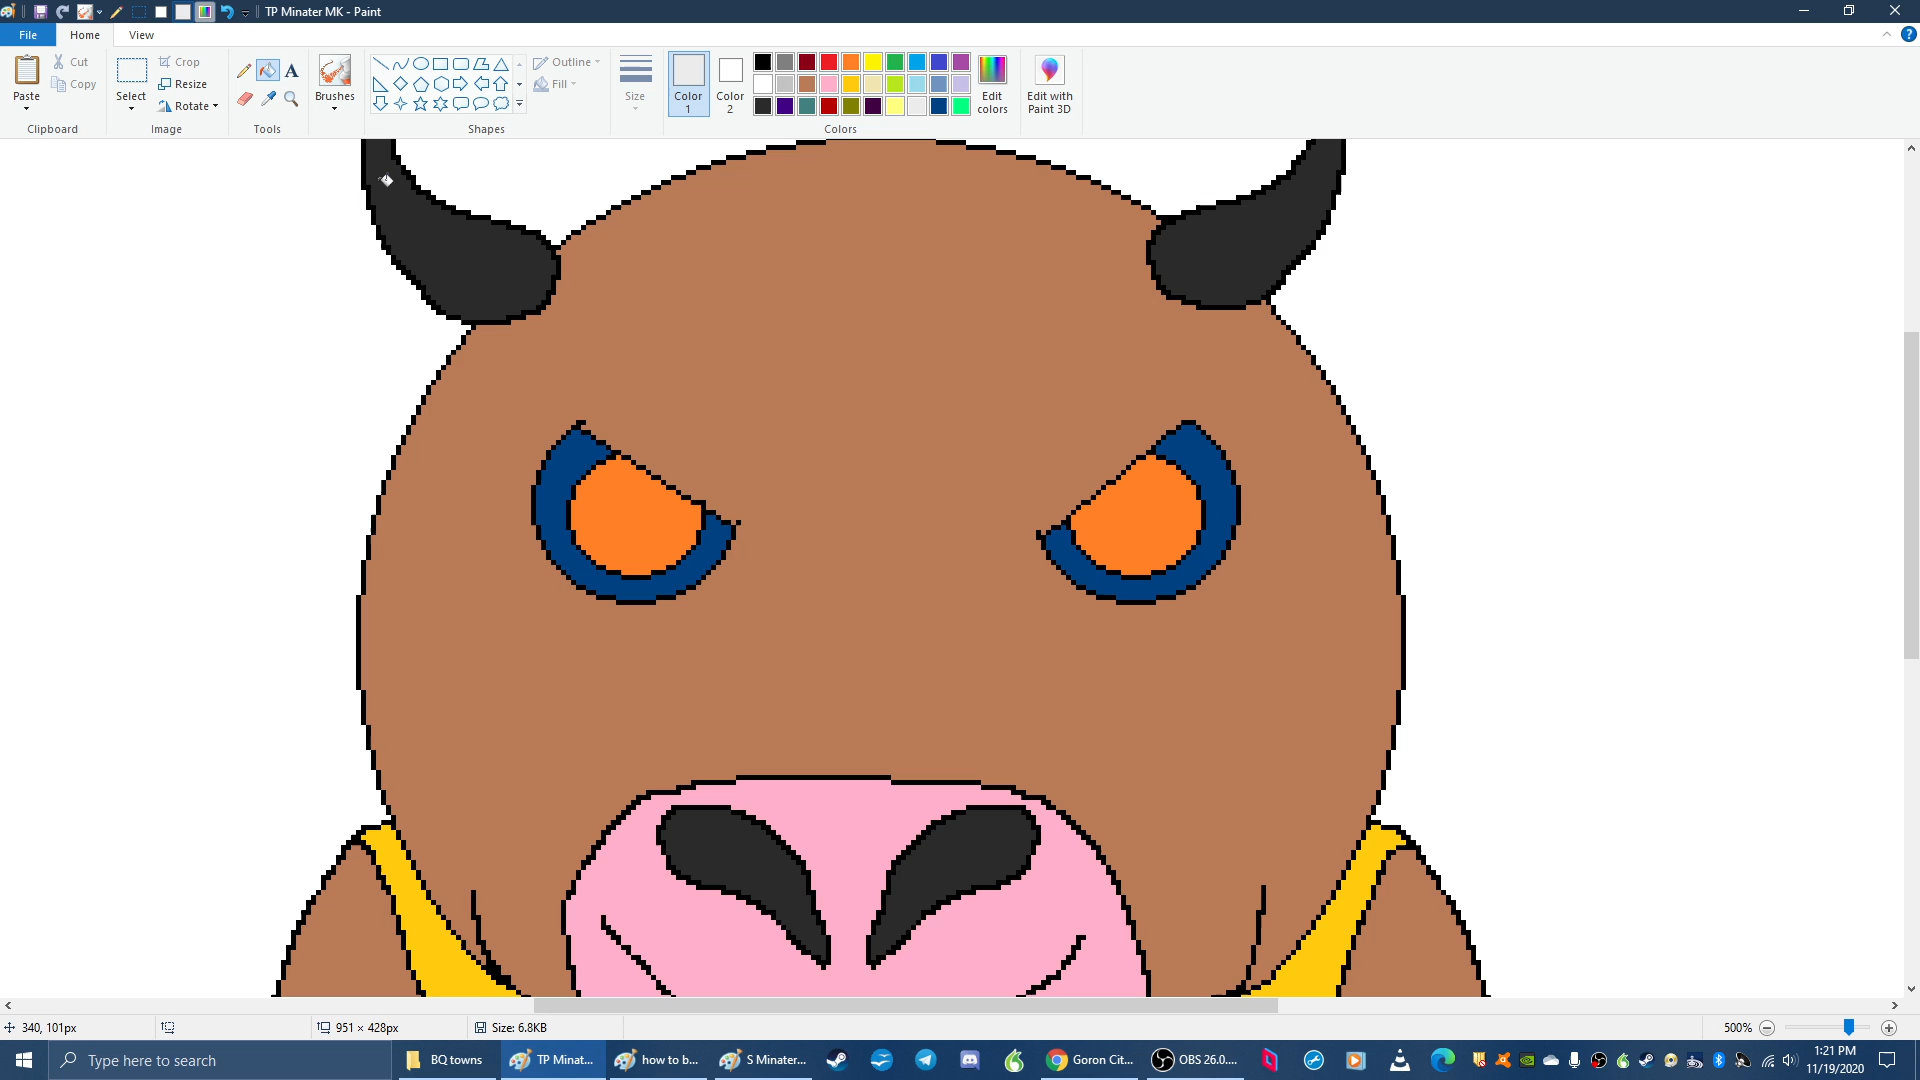 TP Minater MK - Paint
File Home View
Paste
Cut
Copy
Clipboard
Select
Crop
Resize
Rotate
Image
A
Tools
Brushes
Outline
Fill
Shapes
Size
Color 1
Color 2
Edit colors
Colors
Edit with Paint 3D
340, 101px
951 × 428px
Size: 6.8KB
500%
Type here to search
BQ towns
TP Minat...
how to b...
S Minater...
Goron Cit...
OBS 26.0....
1:21 PM
11/19/2020